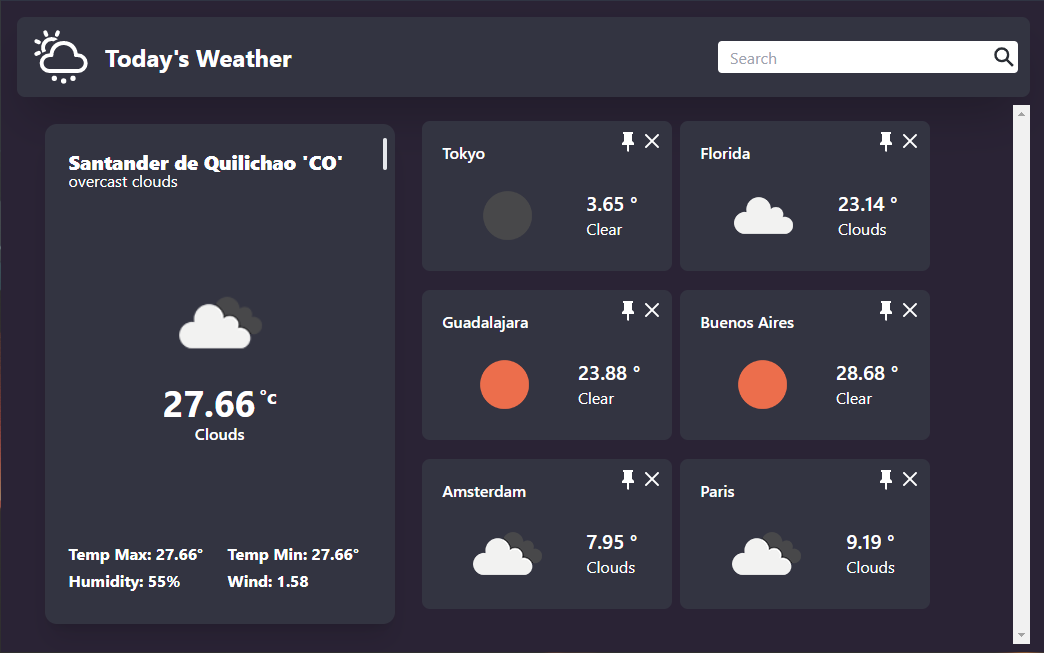 Today's Weather
Search
Santander de Quilichao 'CO'
overcast clouds
27.66 °c
Clouds
Temp Max: 27.66° Temp Min: 27.66°
Humidity: 55% Wind: 1.58
Tokyo
3.65 °
Clear
Florida
23.14 °
Clouds
Guadalajara
23.88 °
Clear
Buenos Aires
28.68 °
Clear
Amsterdam
7.95 °
Clouds
Paris
9.19 °
Clouds